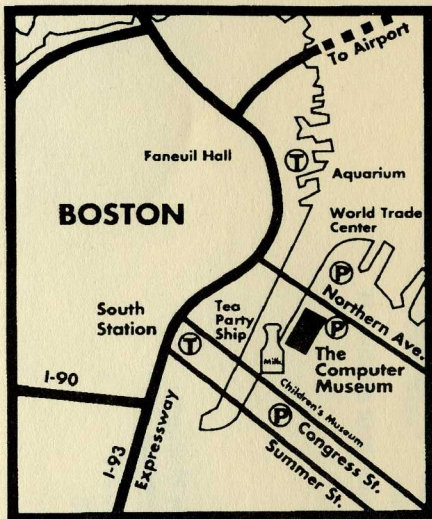 To Airport
Faneuil Hall
T
Aquarium
BOSTON
World Trade
Center
P
Northern Ave.
South
Station
Tea
Party
Ship
P
T
Milk
The
Computer
Museum
I-90
Children's Museum
P
Congress St.
Summer St.
I-93
Expressway